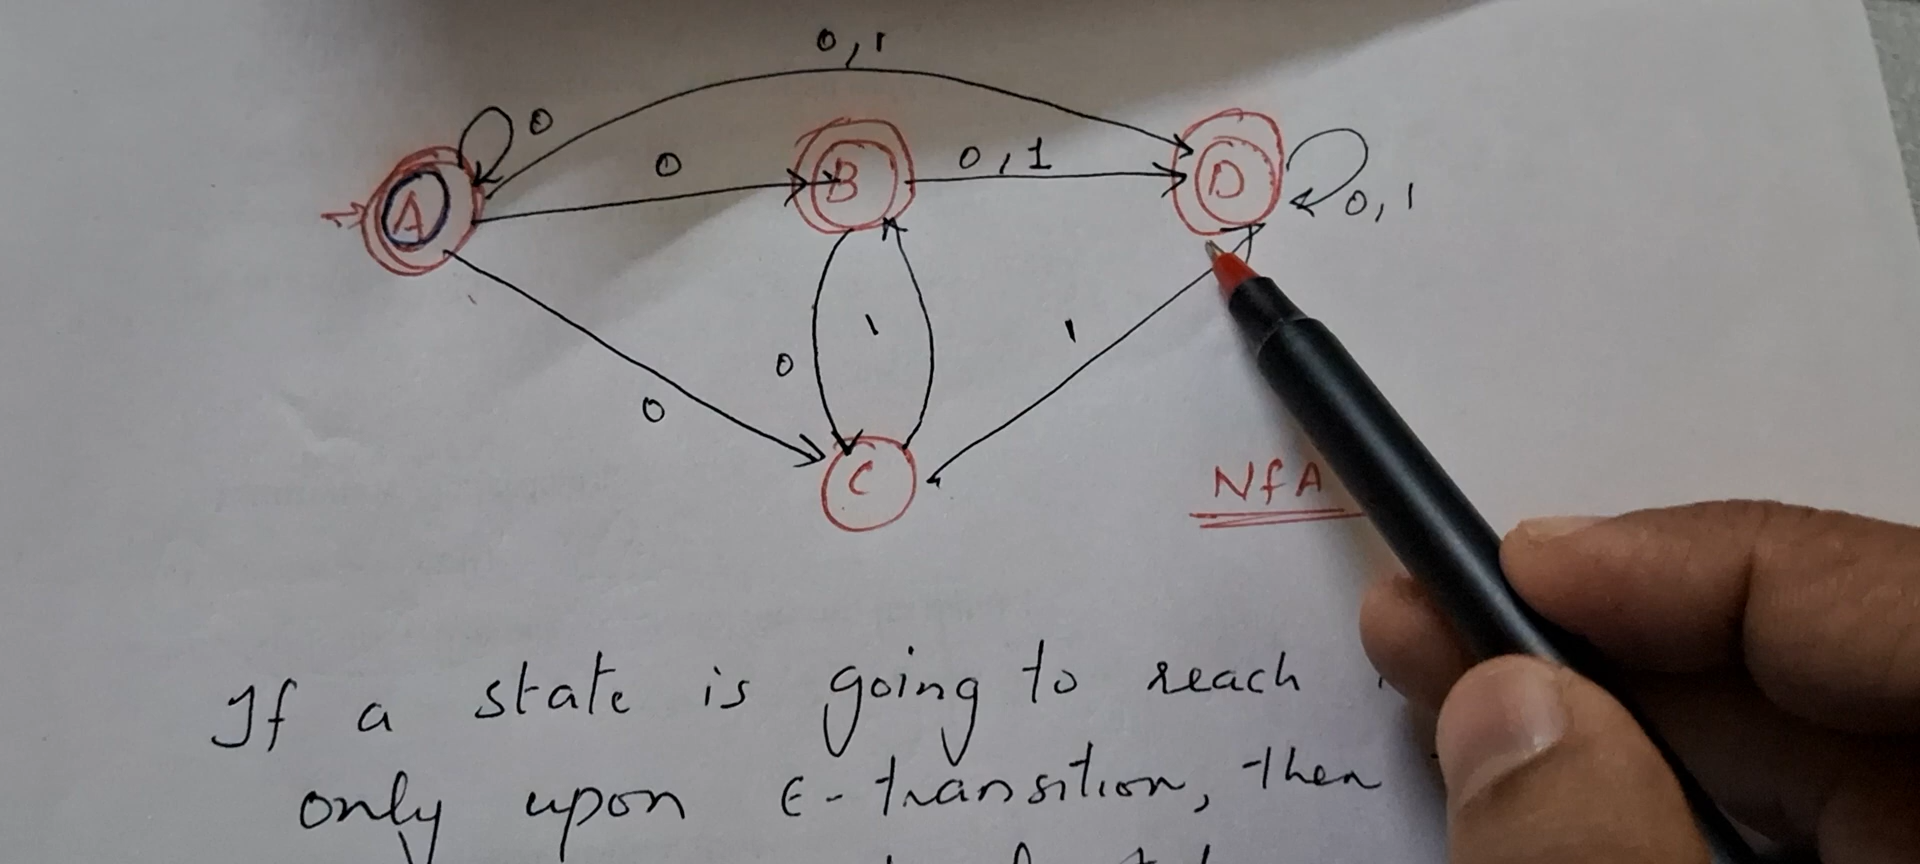 0,1
0
0
0,1
A
B
D
0,1
1
0
1
0
C
NFA
If a state is going to reach
only upon ε-transition, then